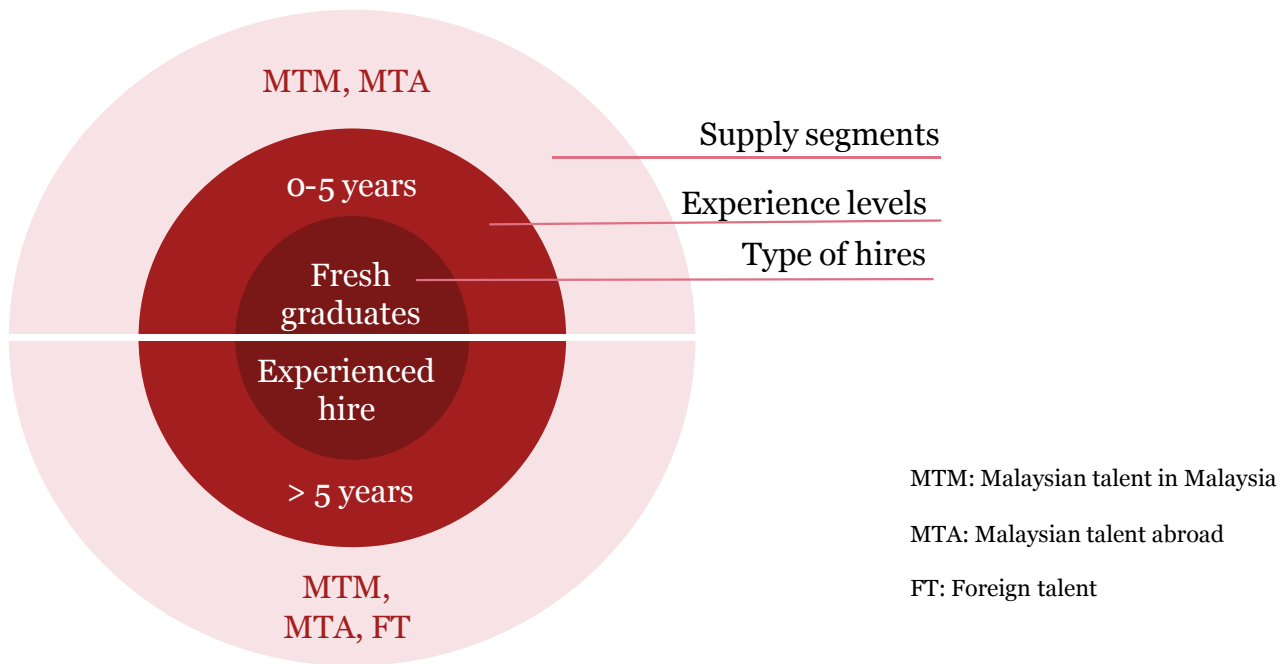 MTM, MTA
Supply segments
0-5 years
Experience levels
Type of hires
Fresh
graduates
Experienced
hire
> 5 years
MTM,
MTA, FT
MTM: Malaysian talent in Malaysia
MTA: Malaysian talent abroad
FT: Foreign talent